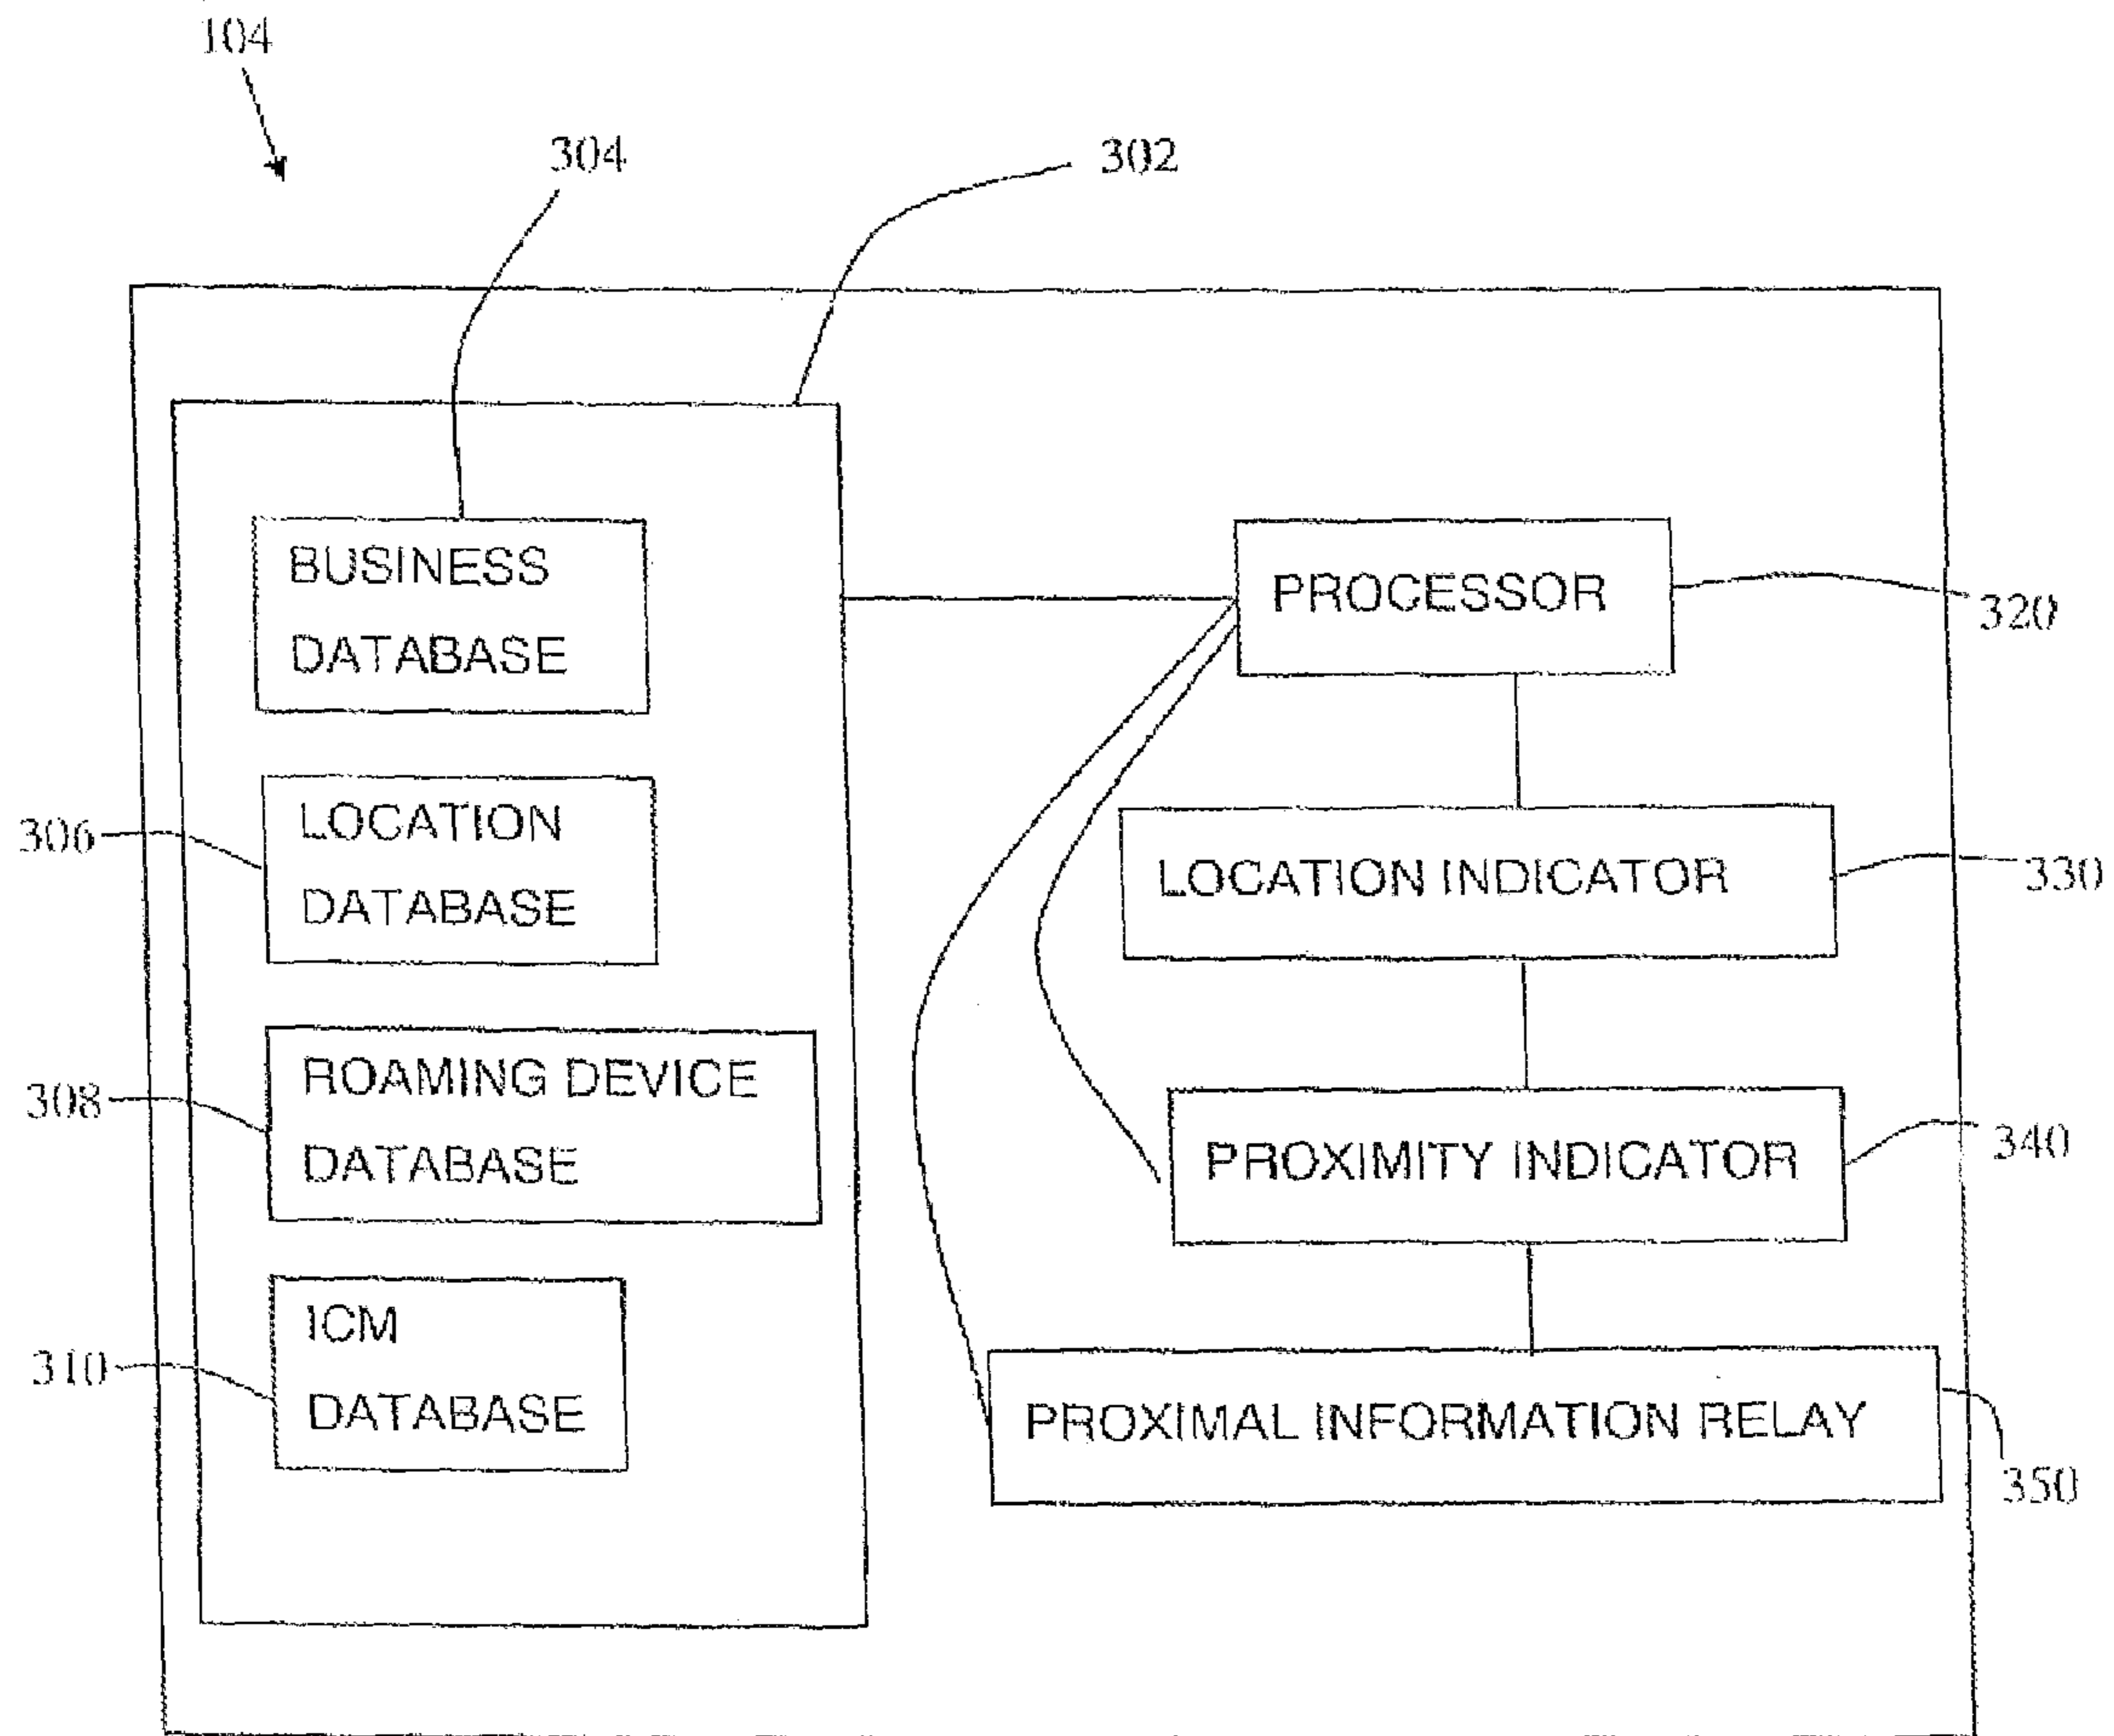 104
304
302
BUSINESS
DATABASE
PROCESSOR
320
306
LOCATION
DATABASE
LOCATION INDICATOR
330
308
ROAMING DEVICE
DATABASE
PROXIMITY INDICATOR
340
310
ICM
DATABASE
PROXIMAL INFORMATION RELAY
350